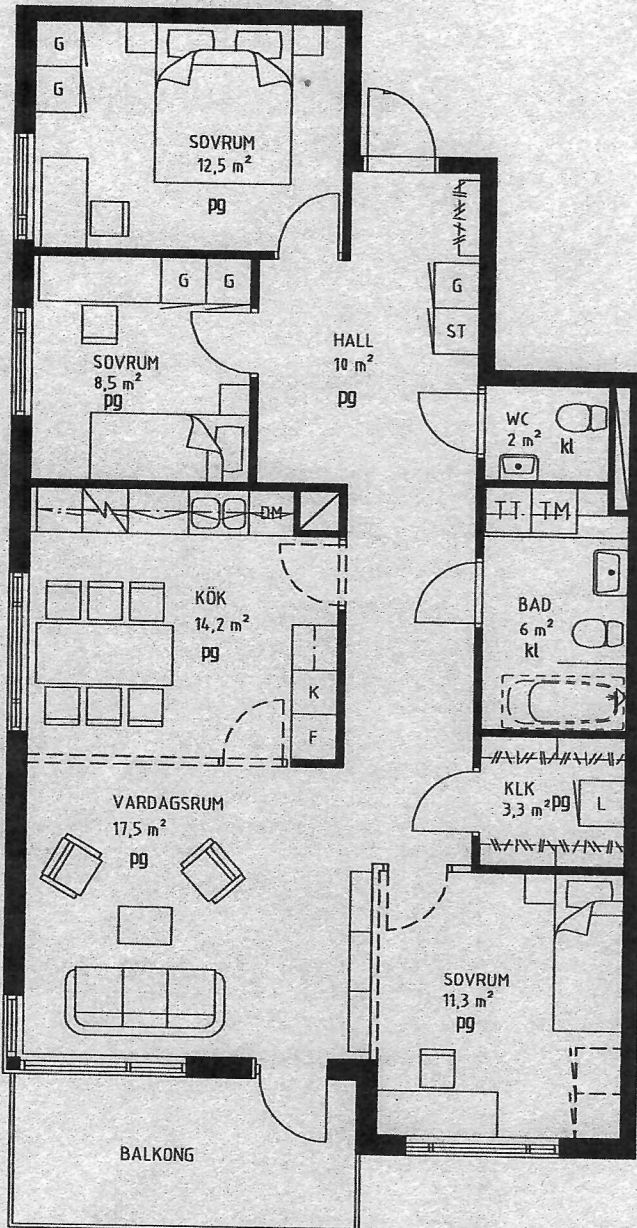 G
G
SOVRUM
12,5 m²
pg
G
G
G
ST
HALL
10 m²
pg
SOVRUM
8,5 m²
pg
WC
2 m²
kl
DM
TT
TM
KÖK
14,2 m²
pg
BAD
6 m²
kl
K
F
KLK
3,3 m² pg
L
VARDAGSRUM
17,5 m²
pg
SOVRUM
11,3 m²
pg
BALKONG